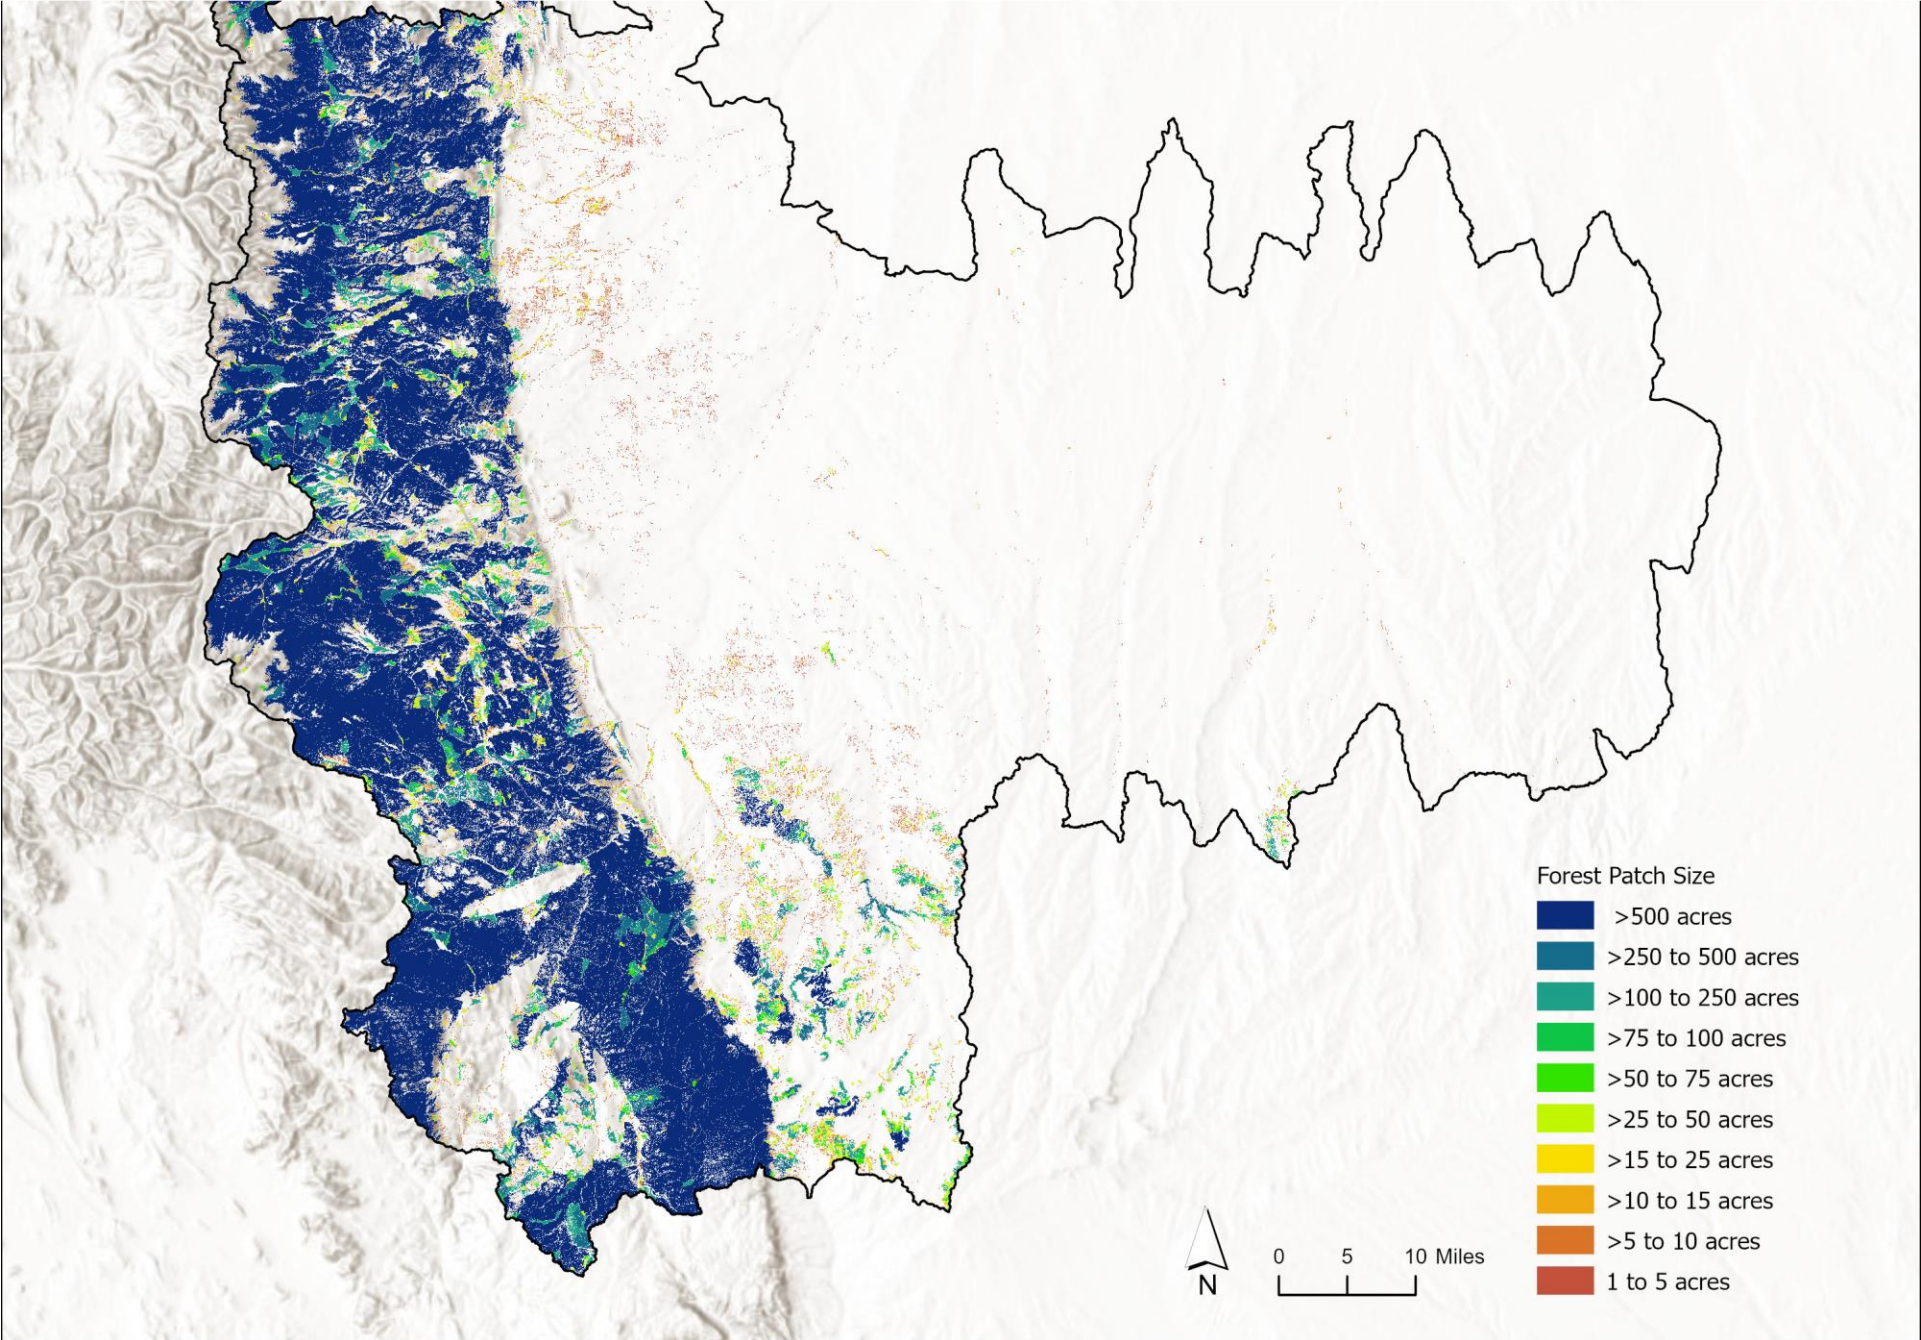 Forest Patch Size
>500 acres
>250 to 500 acres
>100 to 250 acres
>75 to 100 acres
>50 to 75 acres
>25 to 50 acres
>15 to 25 acres
>10 to 15 acres
>5 to 10 acres
1 to 5 acres
0 5 10 Miles
N